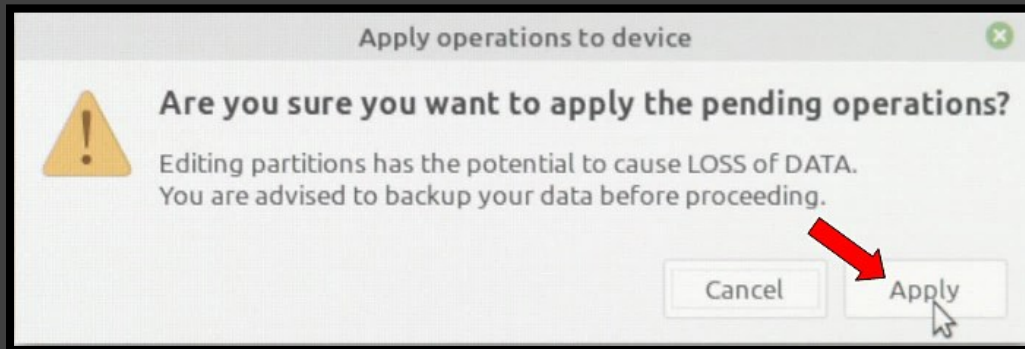 Apply operations to device
Are you sure you want to apply the pending operations?
Editing partitions has the potential to cause LOSS of DATA.
You are advised to backup your data before proceeding.
Cancel
Apply